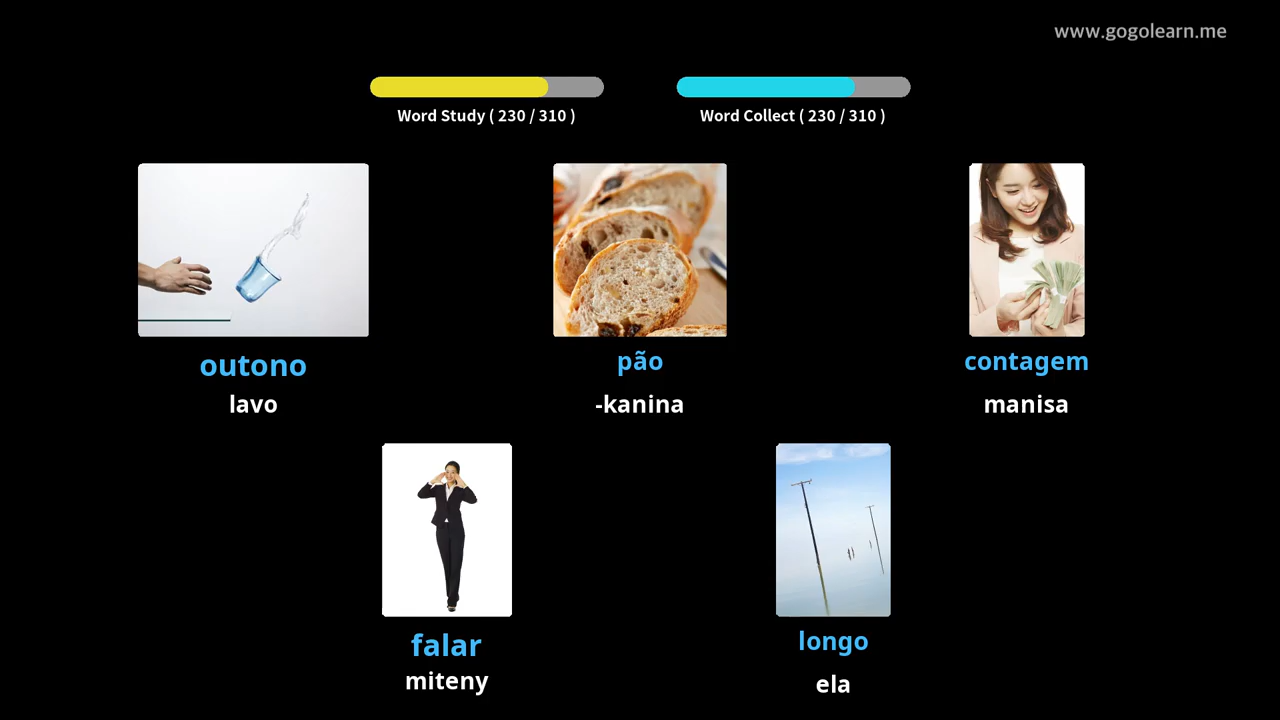 www.gogolearn.me
Word Study ( 230 / 310 )
Word Collect ( 230 / 310 )
outono
lavo
pão
-kanina
contagem
manisa
falar
miteny
longo
ela